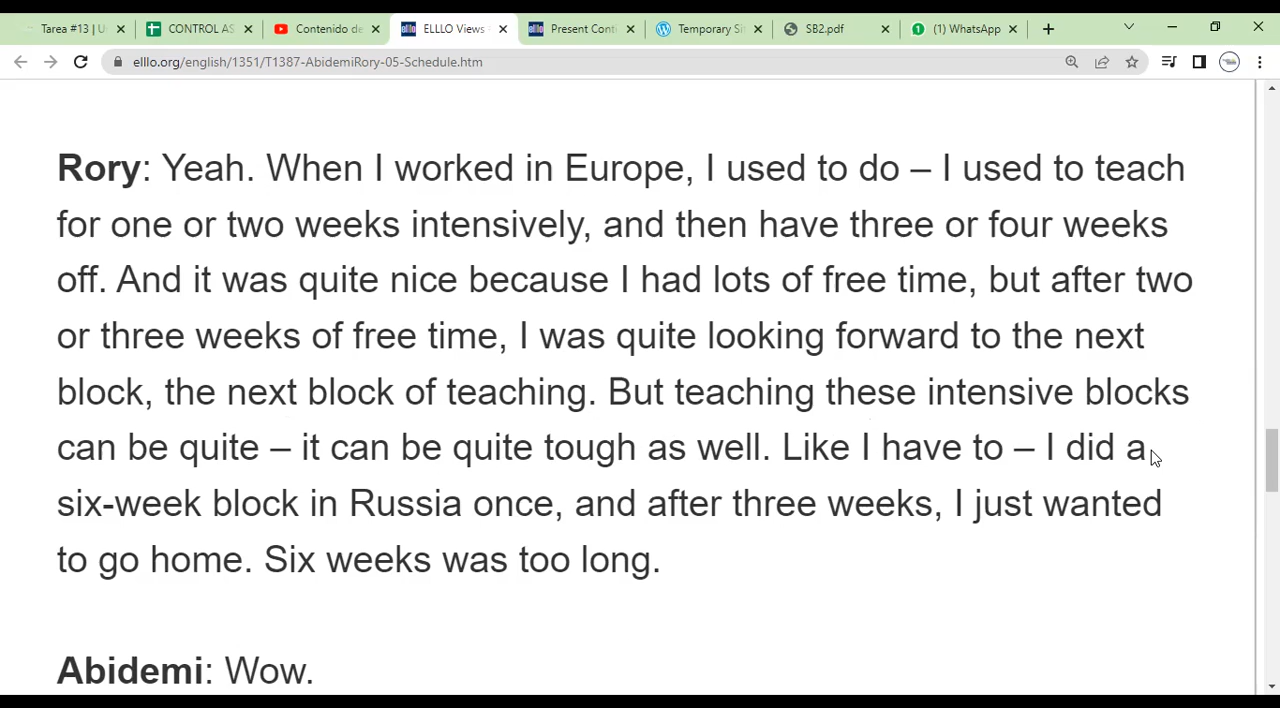 Tarea #13 | U
CONTROL AS
Contenido de
ELLLO Views
Present Cont
Temporary Si
SB2.pdf
(1) WhatsApp
elllo.org/english/1351/T1387-AbidemiRory-05-Schedule.htm
Rory: Yeah. When I worked in Europe, I used to do – I used to teach
for one or two weeks intensively, and then have three or four weeks
off. And it was quite nice because I had lots of free time, but after two
or three weeks of free time, I was quite looking forward to the next
block, the next block of teaching. But teaching these intensive blocks
can be quite – it can be quite tough as well. Like I have to – I did a
six-week block in Russia once, and after three weeks, I just wanted
to go home. Six weeks was too long.
Abidemi: Wow.